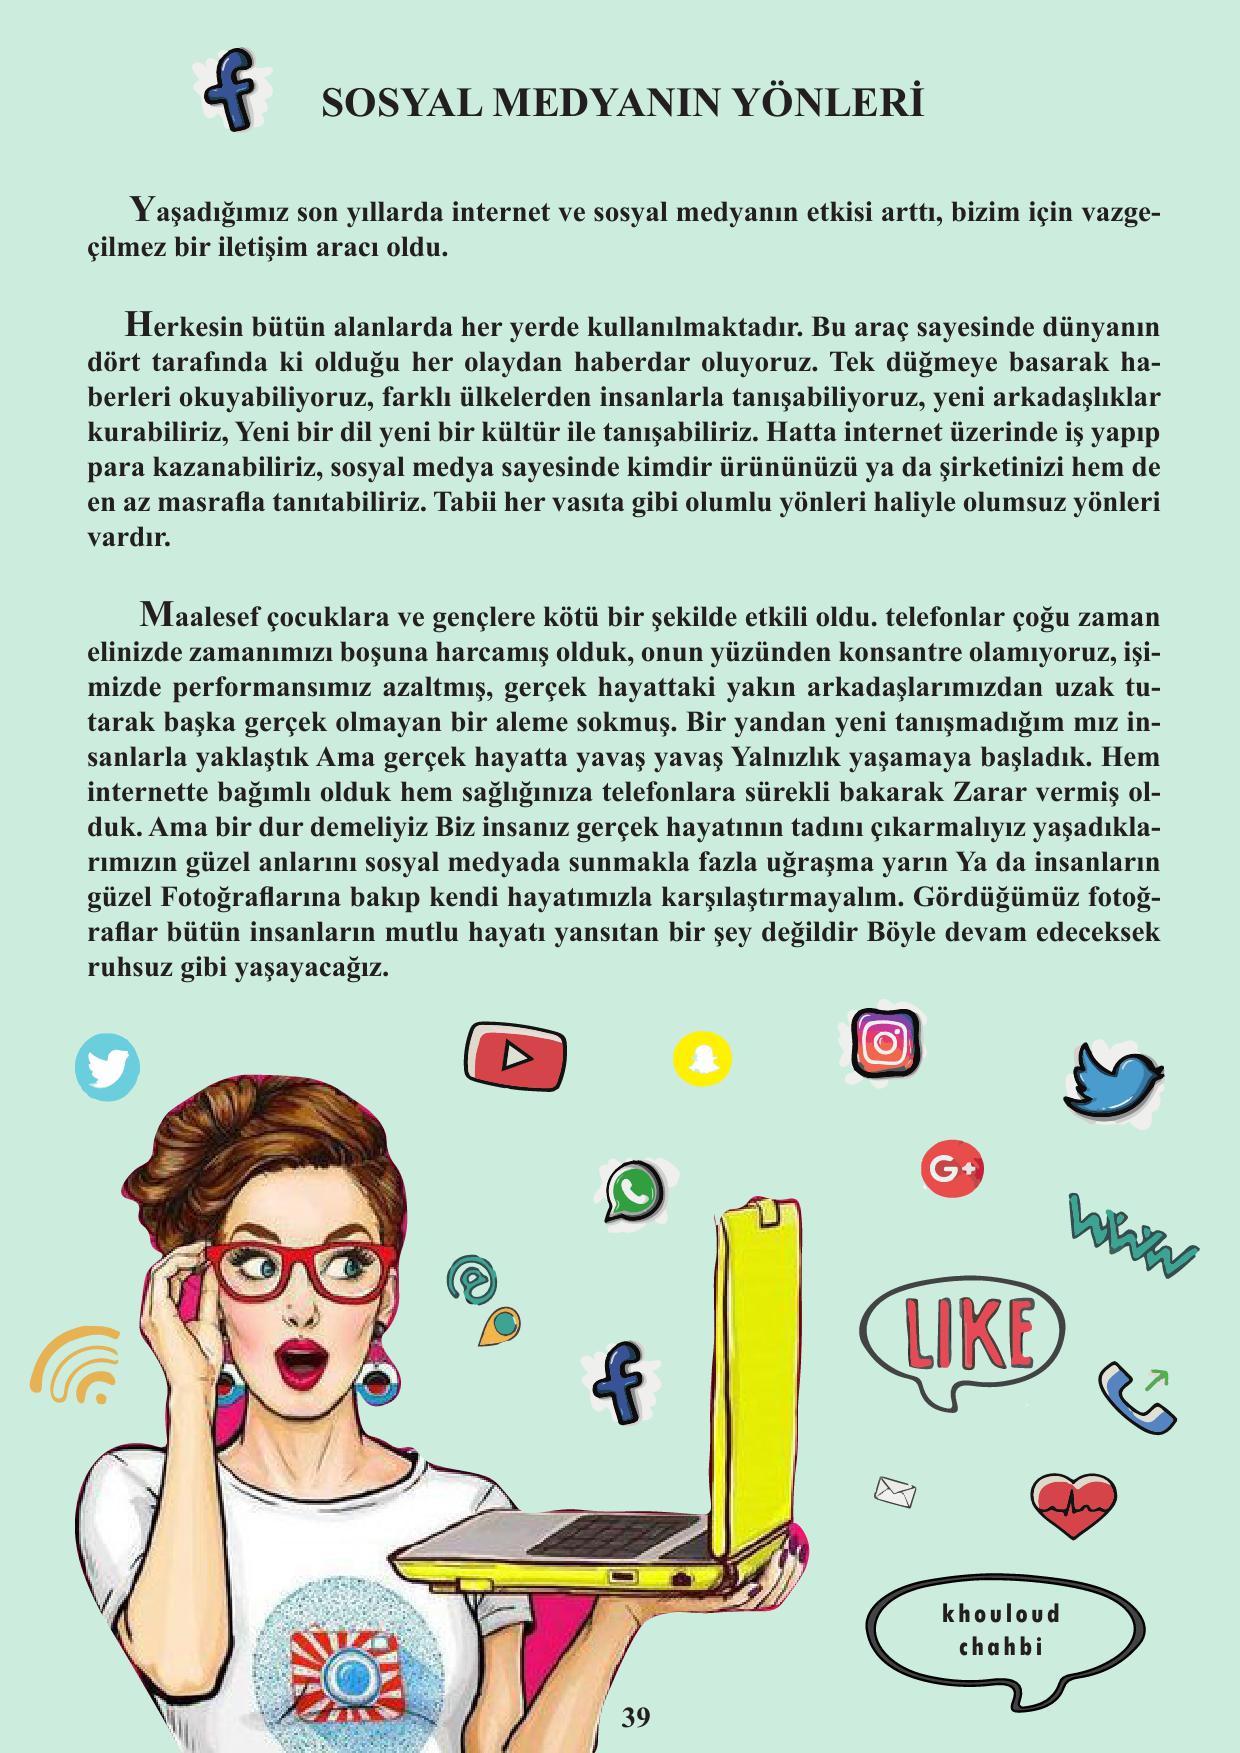 SOSYAL MEDYANIN YÖNLERİ
Yaşadığımız son yıllarda internet ve sosyal medyanın etkisi arttı, bizim için vazge-
çilmez bir iletişim aracı oldu.
Herkesin bütün alanlarda her yerde kullanılmaktadır. Bu araç sayesinde dünyanın
dört tarafında ki olduğu her olaydan haberdar oluyoruz. Tek düğmeye basarak ha-
berleri okuyabiliyoruz, farklı ülkelerden insanlarla tanışabiliyoruz, yeni arkadaşlıklar
kurabiliriz, Yeni bir dil yeni bir kültür ile tanışabiliriz. Hatta internet üzerinde iş yapıp
para kazanabiliriz, sosyal medya sayesinde kimdir ürününüzü ya da şirketinizi hem de
en az masrafla tanıtabiliriz. Tabii her vasıta gibi olumlu yönleri haliyle olumsuz yönleri
vardır.
Maalesef çocuklara ve gençlere kötü bir şekilde etkili oldu. telefonlar çoğu zaman
elinizde zamanımızı boşuna harcamış olduk, onun yüzünden konsantre olamıyoruz, işi-
mizde performansımız azaltmış, gerçek hayattaki yakın arkadaşlarımızdan uzak tu-
tarak başka gerçek olmayan bir aleme sokmuş. Bir yandan yeni tanışmadığım mız in-
sanlarla yaklaştık Ama gerçek hayatta yavaş yavaş Yalnızlık yaşamaya başladık. Hem
internette bağımlı olduk hem sağlığınıza telefonlara sürekli bakarak Zarar vermiş ol-
duk. Ama bir dur demeliyiz Biz insanız gerçek hayatının tadını çıkarmalıyız yaşadıkla-
rımızın güzel anlarını sosyal medyada sunmakla fazla uğraşma yarın Ya da insanların
güzel Fotoğraflarına bakıp kendi hayatımızla karşılaştırmayalım. Gördüğümüz fotoğ-
raflar bütün insanların mutlu hayatı yansıtan bir şey değildir Böyle devam edeceksek
ruhsuz gibi yaşayacağız.
G+
www
@
LIKE
khouloud
chahbi
39